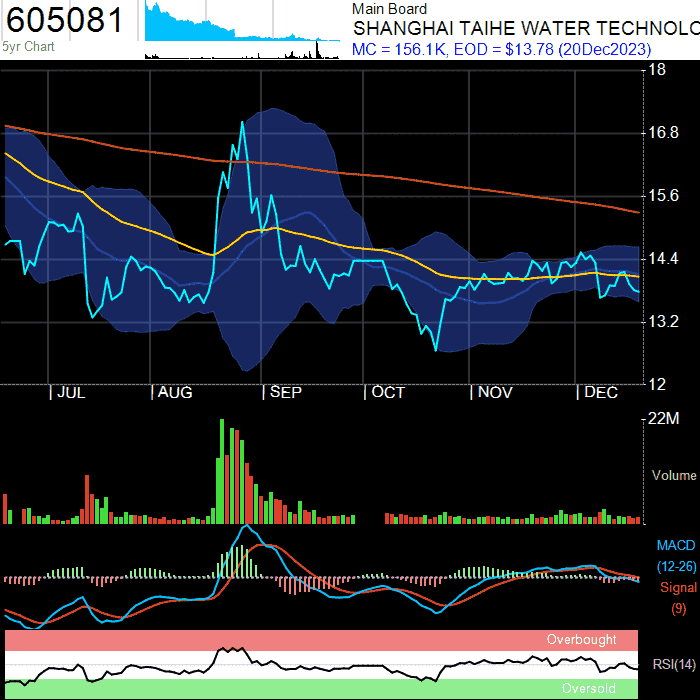 605081
5yr Chart
Main Board
SHANGHAI TAIHE WATER TECHNOLO
MC = 156.1K, EOD = $13.78 (20Dec2023)
18
16.8
15.6
14.4
13.2
12
| JUL | AUG | SEP | OCT | NOV | DEC
22M
Volume
MACD
(12-26)
Signal
(9)
Overbought
RSI(14)
Oversold